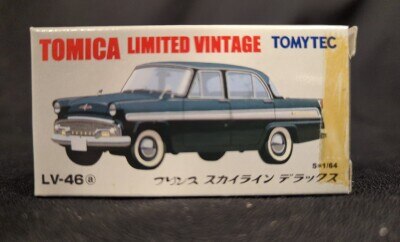 TOMICA LIMITED VINTAGE TOMYTEC
S=1/64
LV-46 ⓐ プリンス スカイライン デラックス